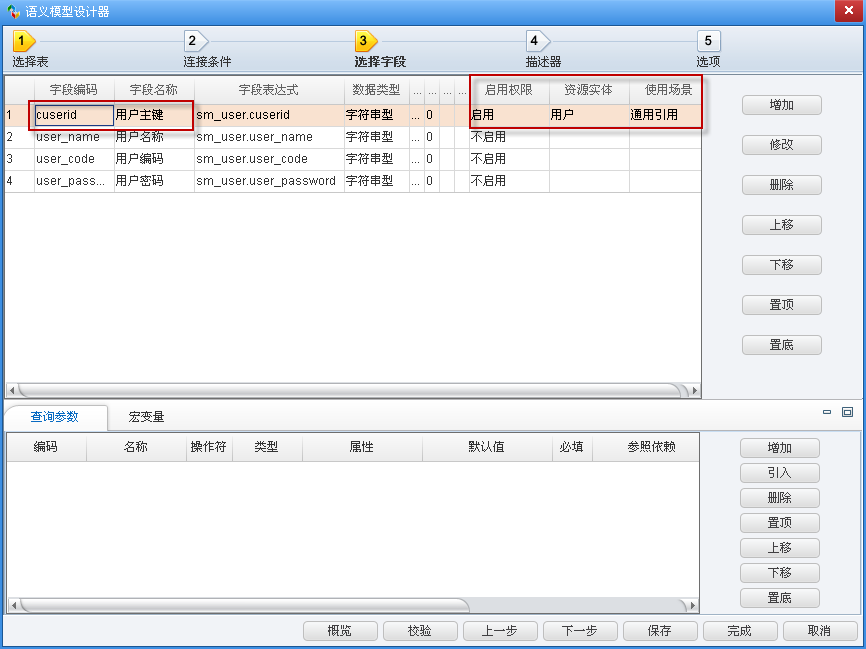 语义模型设计器
1 2 3 4 5
选择表 连接条件 选择字段 描述器 选项
字段编码 字段名称 字段表达式 数据类型 ... ... ... ... 启用权限 资源实体 使用场景
1 cuserid 用户主键 sm_user.cuserid 字符串型 ... 0 启用 用户 通用引用
2 user_name 用户名称 sm_user.user_name 字符串型 ... 0 不启用
3 user_code 用户编码 sm_user.user_code 字符串型 ... 0 不启用
4 user_pass... 用户密码 sm_user.user_password 字符串型 ... 0 不启用
增加
修改
删除
上移
下移
置顶
置底
查询参数 宏变量
编码 名称 操作符 类型 属性 默认值 必填 参照依赖
增加
引入
删除
置顶
上移
下移
置底
概览 校验 上一步 下一步 保存 完成 取消